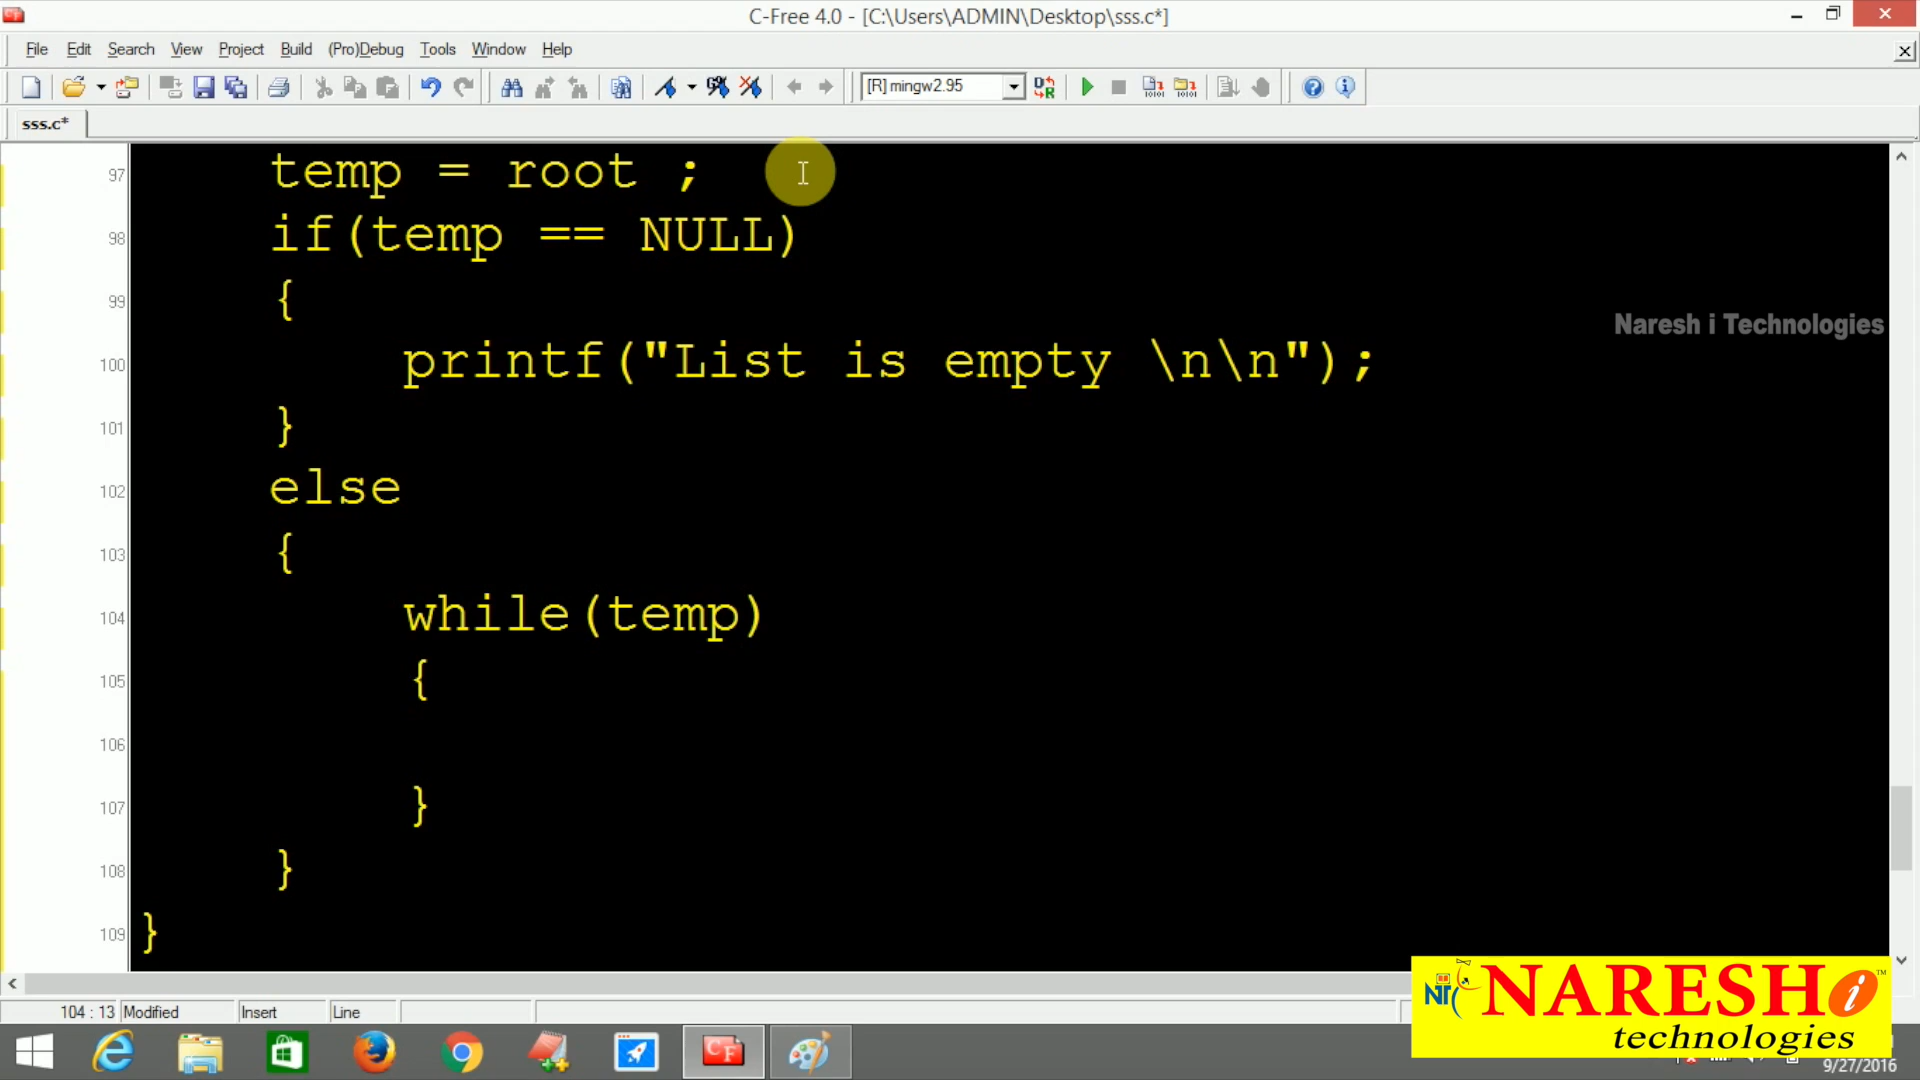 C-Free 4.0 - [C:\Users\ADMIN\Desktop\sss.c*]
File Edit Search View Project Build (Pro)Debug Tools Window Help
[R] mingw2.95
sss.c*
97 temp = root ;
98 if(temp == NULL)
99 {
100 printf("List is empty \n\n");
101 }
102 else
103 {
104 while(temp)
105 {
106
107 }
108 }
109 }
Naresh i Technologies
104 : 13 Modified Insert Line
NARESH i
technologies
9/27/2016